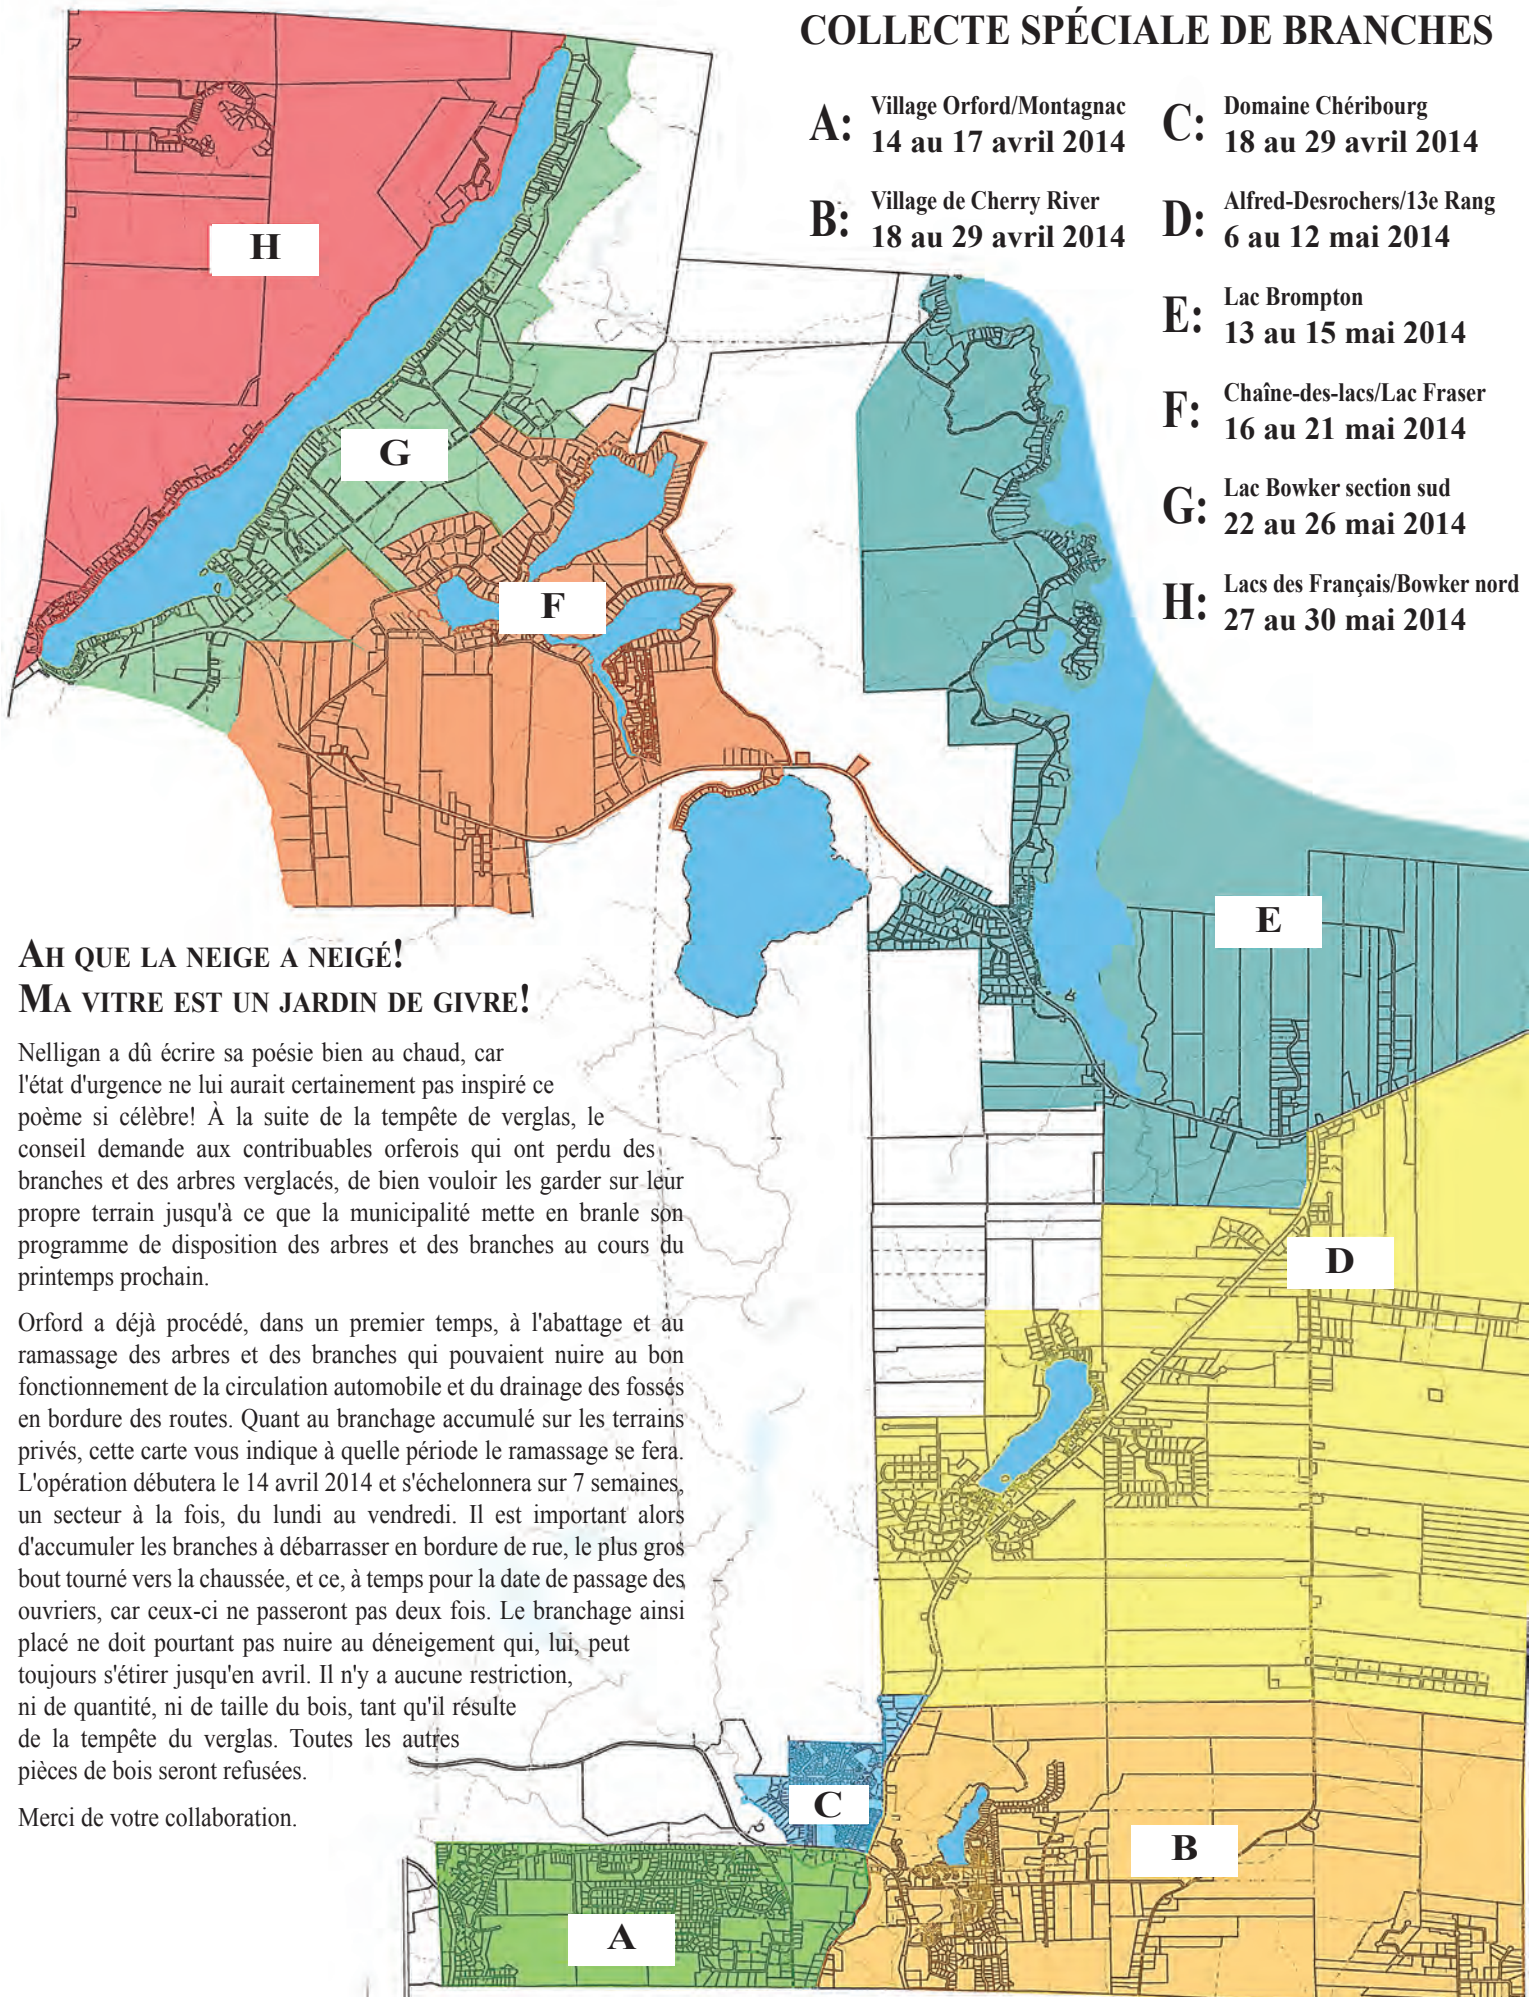 COLLECTE SPÉCIALE DE BRANCHES
A: Village Orford/Montagnac
14 au 17 avril 2014
B: Village de Cherry River
18 au 29 avril 2014
C: Domaine Chéribourg
18 au 29 avril 2014
D: Alfred-Desrochers/13e Rang
6 au 12 mai 2014
E: Lac Brompton
13 au 15 mai 2014
F: Chaîne-des-lacs/Lac Fraser
16 au 21 mai 2014
G: Lac Bowker section sud
22 au 26 mai 2014
H: Lacs des Français/Bowker nord
27 au 30 mai 2014
H
G
F
E
D
C
B
A
AH QUE LA NEIGE A NEIGÉ!
MA VITRE EST UN JARDIN DE GIVRE!
Nelligan a dû écrire sa poésie bien au chaud, car
l'état d'urgence ne lui aurait certainement pas inspiré ce
poème si célèbre! À la suite de la tempête de verglas, le
conseil demande aux contribuables orferois qui ont perdu des
branches et des arbres verglacés, de bien vouloir les garder sur leur
propre terrain jusqu'à ce que la municipalité mette en branle son
programme de disposition des arbres et des branches au cours du
printemps prochain.
Orford a déjà procédé, dans un premier temps, à l'abattage et au
ramassage des arbres et des branches qui pouvaient nuire au bon
fonctionnement de la circulation automobile et du drainage des fossés
en bordure des routes. Quant au branchage accumulé sur les terrains
privés, cette carte vous indique à quelle période le ramassage se fera.
L'opération débutera le 14 avril 2014 et s'échelonnera sur 7 semaines,
un secteur à la fois, du lundi au vendredi. Il est important alors
d'accumuler les branches à débarrasser en bordure de rue, le plus gros
bout tourné vers la chaussée, et ce, à temps pour la date de passage des
ouvriers, car ceux-ci ne passeront pas deux fois. Le branchage ainsi
placé ne doit pourtant pas nuire au déneigement qui, lui, peut
toujours s'étirer jusqu'en avril. Il n'y a aucune restriction,
ni de quantité, ni de taille du bois, tant qu'il résulte
de la tempête du verglas. Toutes les autres
pièces de bois seront refusées.
Merci de votre collaboration.